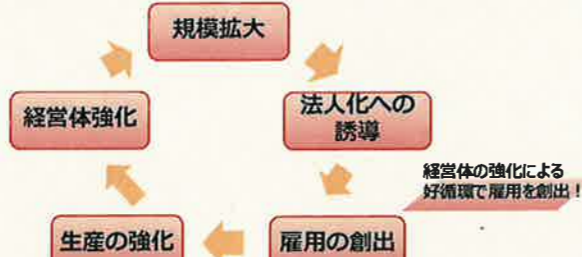 規模拡大
法人化への
誘導
経営体強化
経営体の強化による
好循環で雇用を創出！
生産の強化
雇用の創出